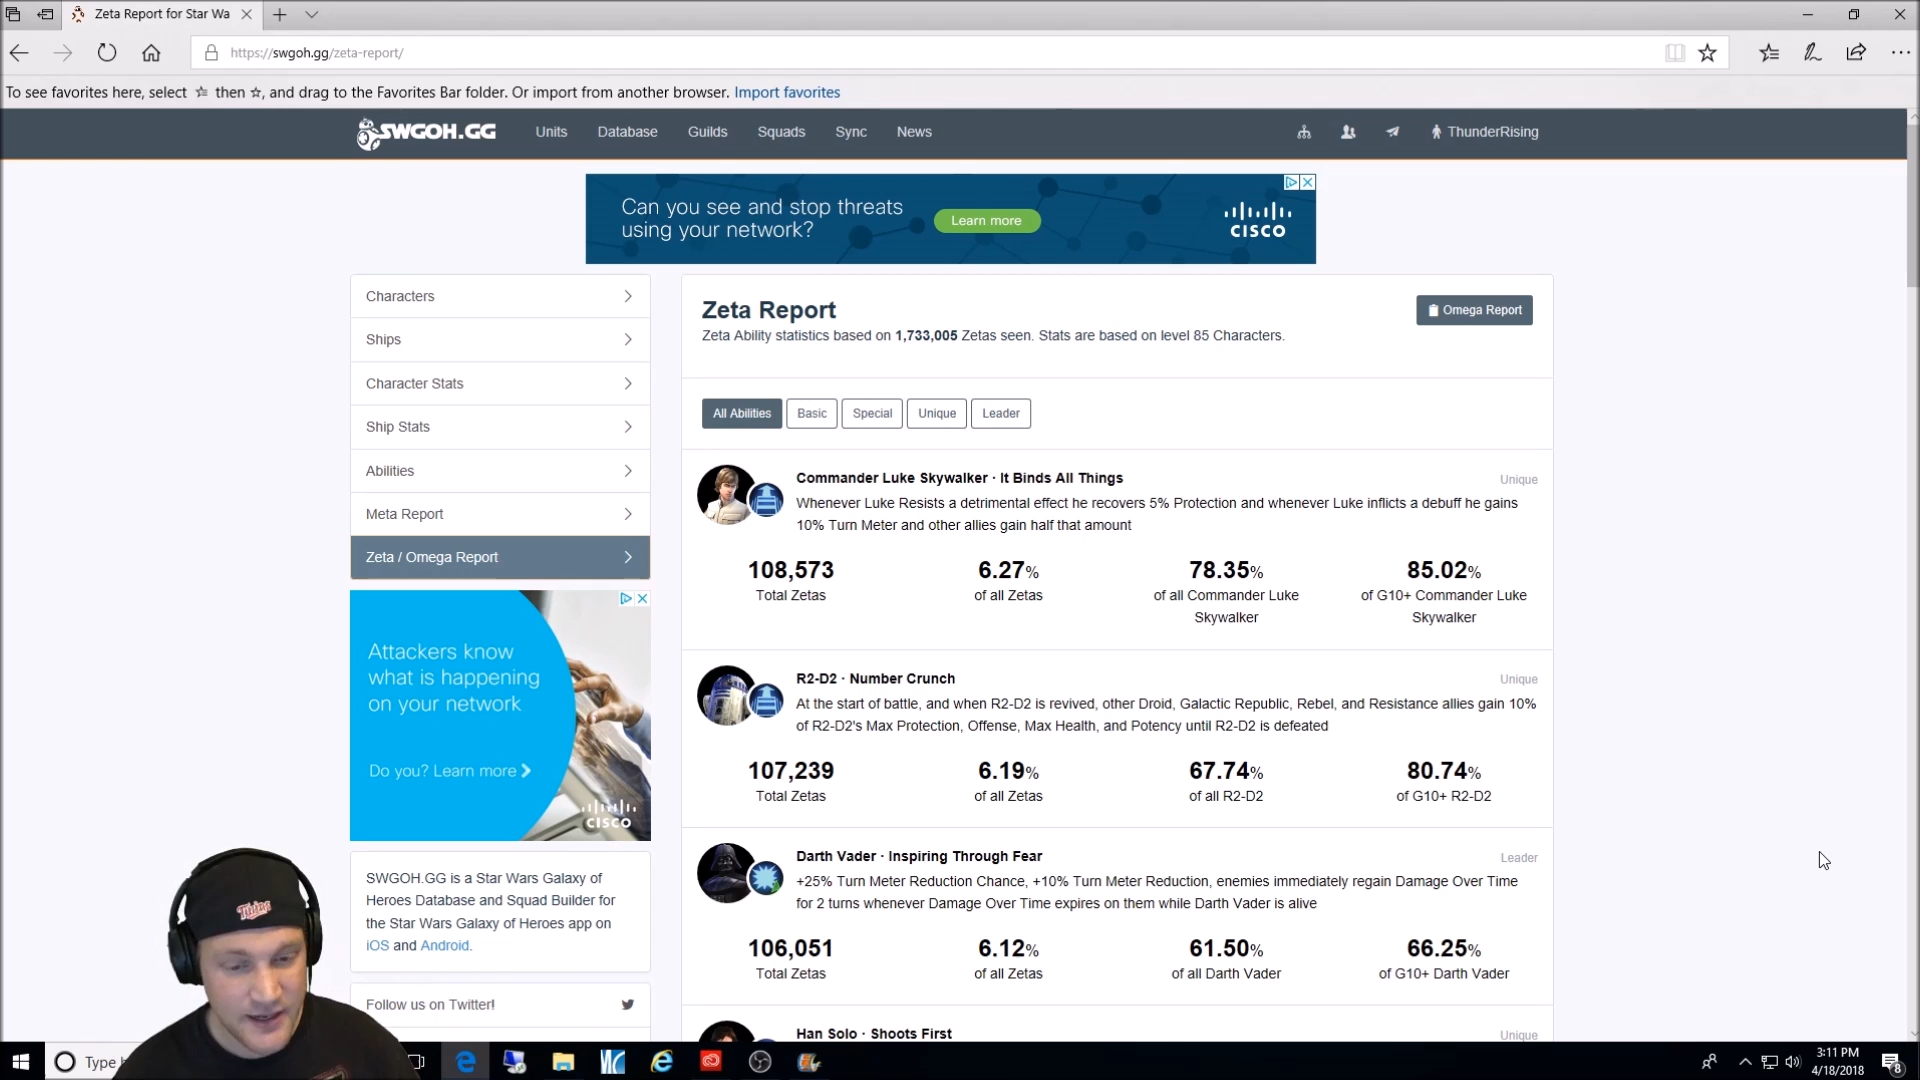 Zeta Report for Star Wa
https://swgoh.gg/zeta-report/
To see favorites here, select then , and drag to the Favorites Bar folder. Or import from another browser. Import favorites
SWGOH.GG Units Database Guilds Squads Sync News ThunderRising
Can you see and stop threats
using your network?
Learn more
CISCO
Characters
Ships
Character Stats
Ship Stats
Abilities
Meta Report
Zeta / Omega Report
Attackers know
what is happening
on your network
Do you? Learn more
CISCO
SWGOH.GG is a Star Wars Galaxy of
Heroes Database and Squad Builder for
the Star Wars Galaxy of Heroes app on
iOS and Android.
Follow us on Twitter!
Zeta Report
Omega Report
Zeta Ability statistics based on 1,733,005 Zetas seen. Stats are based on level 85 Characters.
All Abilities Basic Special Unique Leader
Commander Luke Skywalker · It Binds All Things Unique
Whenever Luke Resists a detrimental effect he recovers 5% Protection and whenever Luke inflicts a debuff he gains
10% Turn Meter and other allies gain half that amount
108,573 6.27% 78.35% 85.02%
Total Zetas of all Zetas of all Commander Luke of G10+ Commander Luke
Skywalker Skywalker
R2-D2 · Number Crunch Unique
At the start of battle, and when R2-D2 is revived, other Droid, Galactic Republic, Rebel, and Resistance allies gain 10%
of R2-D2's Max Protection, Offense, Max Health, and Potency until R2-D2 is defeated
107,239 6.19% 67.74% 80.74%
Total Zetas of all Zetas of all R2-D2 of G10+ R2-D2
Darth Vader · Inspiring Through Fear Leader
+25% Turn Meter Reduction Chance, +10% Turn Meter Reduction, enemies immediately regain Damage Over Time
for 2 turns whenever Damage Over Time expires on them while Darth Vader is alive
106,051 6.12% 61.50% 66.25%
Total Zetas of all Zetas of all Darth Vader of G10+ Darth Vader
Han Solo · Shoots First Unique
Twins
Type
3:11 PM
4/18/2018
8